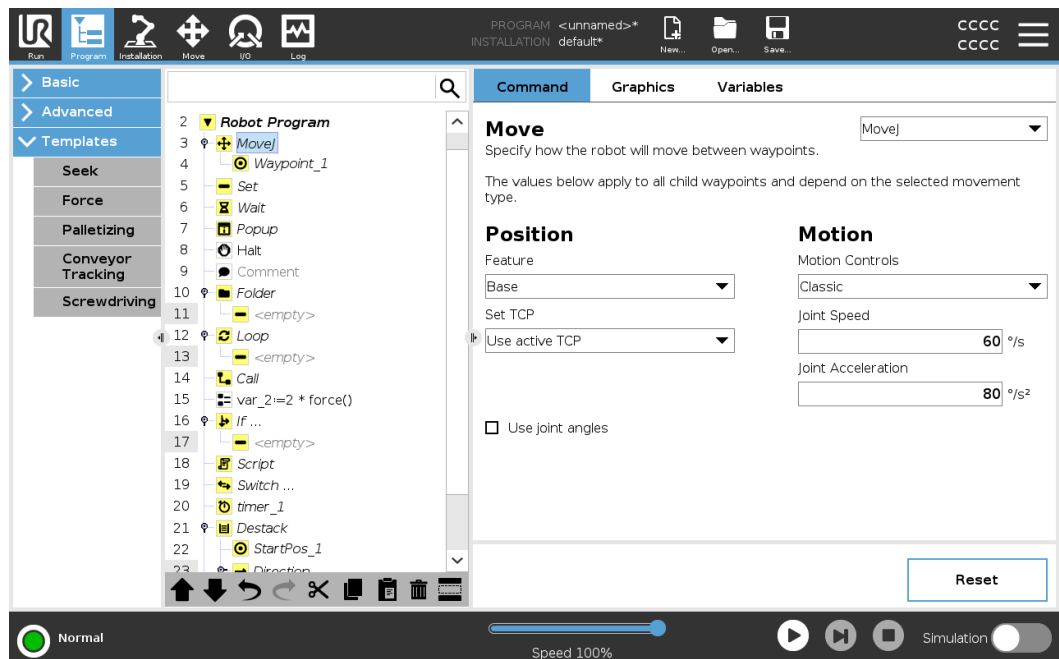 PROGRAM <unnamed>*
INSTALLATION default*
CCCC
CCCC
Run Program Installation Move I/O Log New... Open... Save...
Basic
Advanced
Templates
Seek
Force
Palletizing
Conveyor
Tracking
Screwdriving
2 Robot Program
3 MoveJ
4 Waypoint_1
5 Set
6 Wait
7 Popup
8 Halt
9 Comment
10 Folder
11 <empty>
12 Loop
13 <empty>
14 Call
15 var_2:=2 * force()
16 If ...
17 <empty>
18 Script
19 Switch ...
20 timer_1
21 Destack
22 StartPos_1
23 Direction
Command Graphics Variables
Move
MoveJ
Specify how the robot will move between waypoints.
The values below apply to all child waypoints and depend on the selected movement
type.
Position
Feature
Base
Set TCP
Use active TCP
Use joint angles
Motion
Motion Controls
Classic
Joint Speed
60 °/s
Joint Acceleration
80 °/s²
Reset
Normal
Speed 100%
Simulation